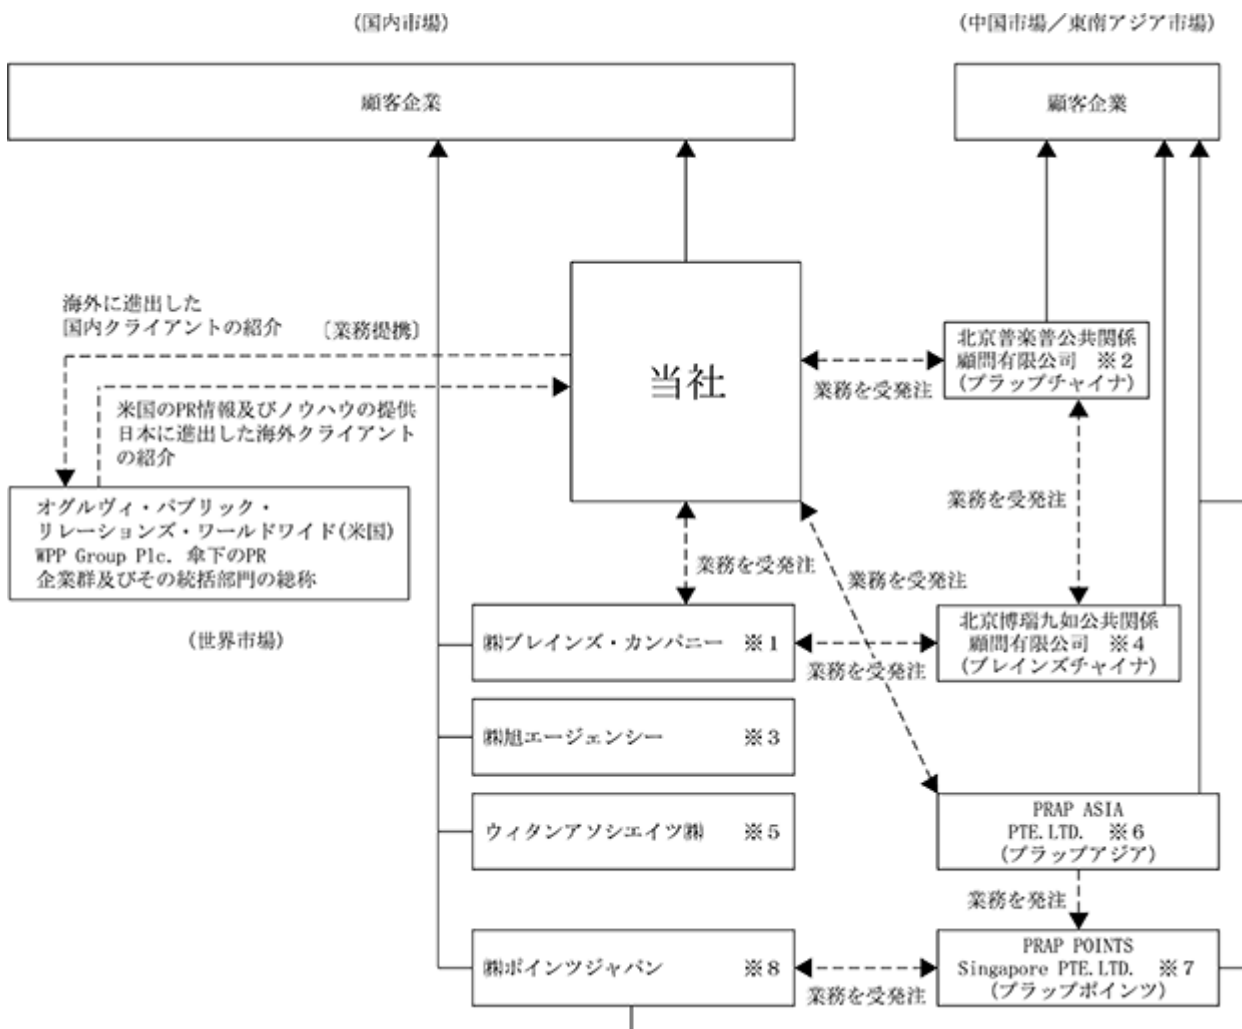 (国内市場)
(中国市場／東南アジア市場)
顧客企業
顧客企業
海外に進出した
国内クライアントの紹介
〔業務提携〕
当社
北京普楽普公共関係
顧問有限公司 ※2
(プラップチャイナ)
業務を受発注
米国のPR情報及びノウハウの提供
日本に進出した海外クライアント
の紹介
オグルヴィ・パブリック・
リレーションズ・ワールドワイド(米国)
WPP Group Plc. 傘下のPR
企業群及びその統括部門の総称
(世界市場)
業務を受発注
業務を受発注
業務を受発注
㈱ブレインズ・カンパニー ※1
業務を受発注
北京博瑞九如公共関係
顧問有限公司 ※4
(ブレインズチャイナ)
㈱旭エージェンシー ※3
ウィタンアソシエイツ㈱ ※5
PRAP ASIA
PTE.LTD. ※6
(プラップアジア)
業務を発注
㈱ポインツジャパン ※8
業務を受発注
PRAP POINTS
Singapore PTE.LTD. ※7
(プラップポインツ)